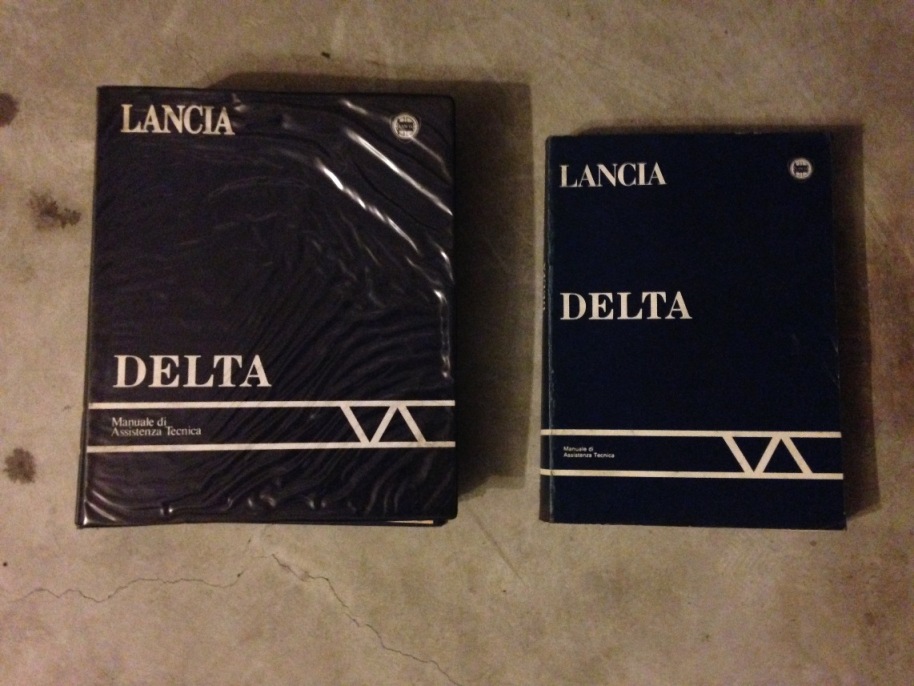 LANCIA
DELTA
Manuale di
Assistenza Tecnica
LANCIA
DELTA
Manuale di
Assistenza Tecnica